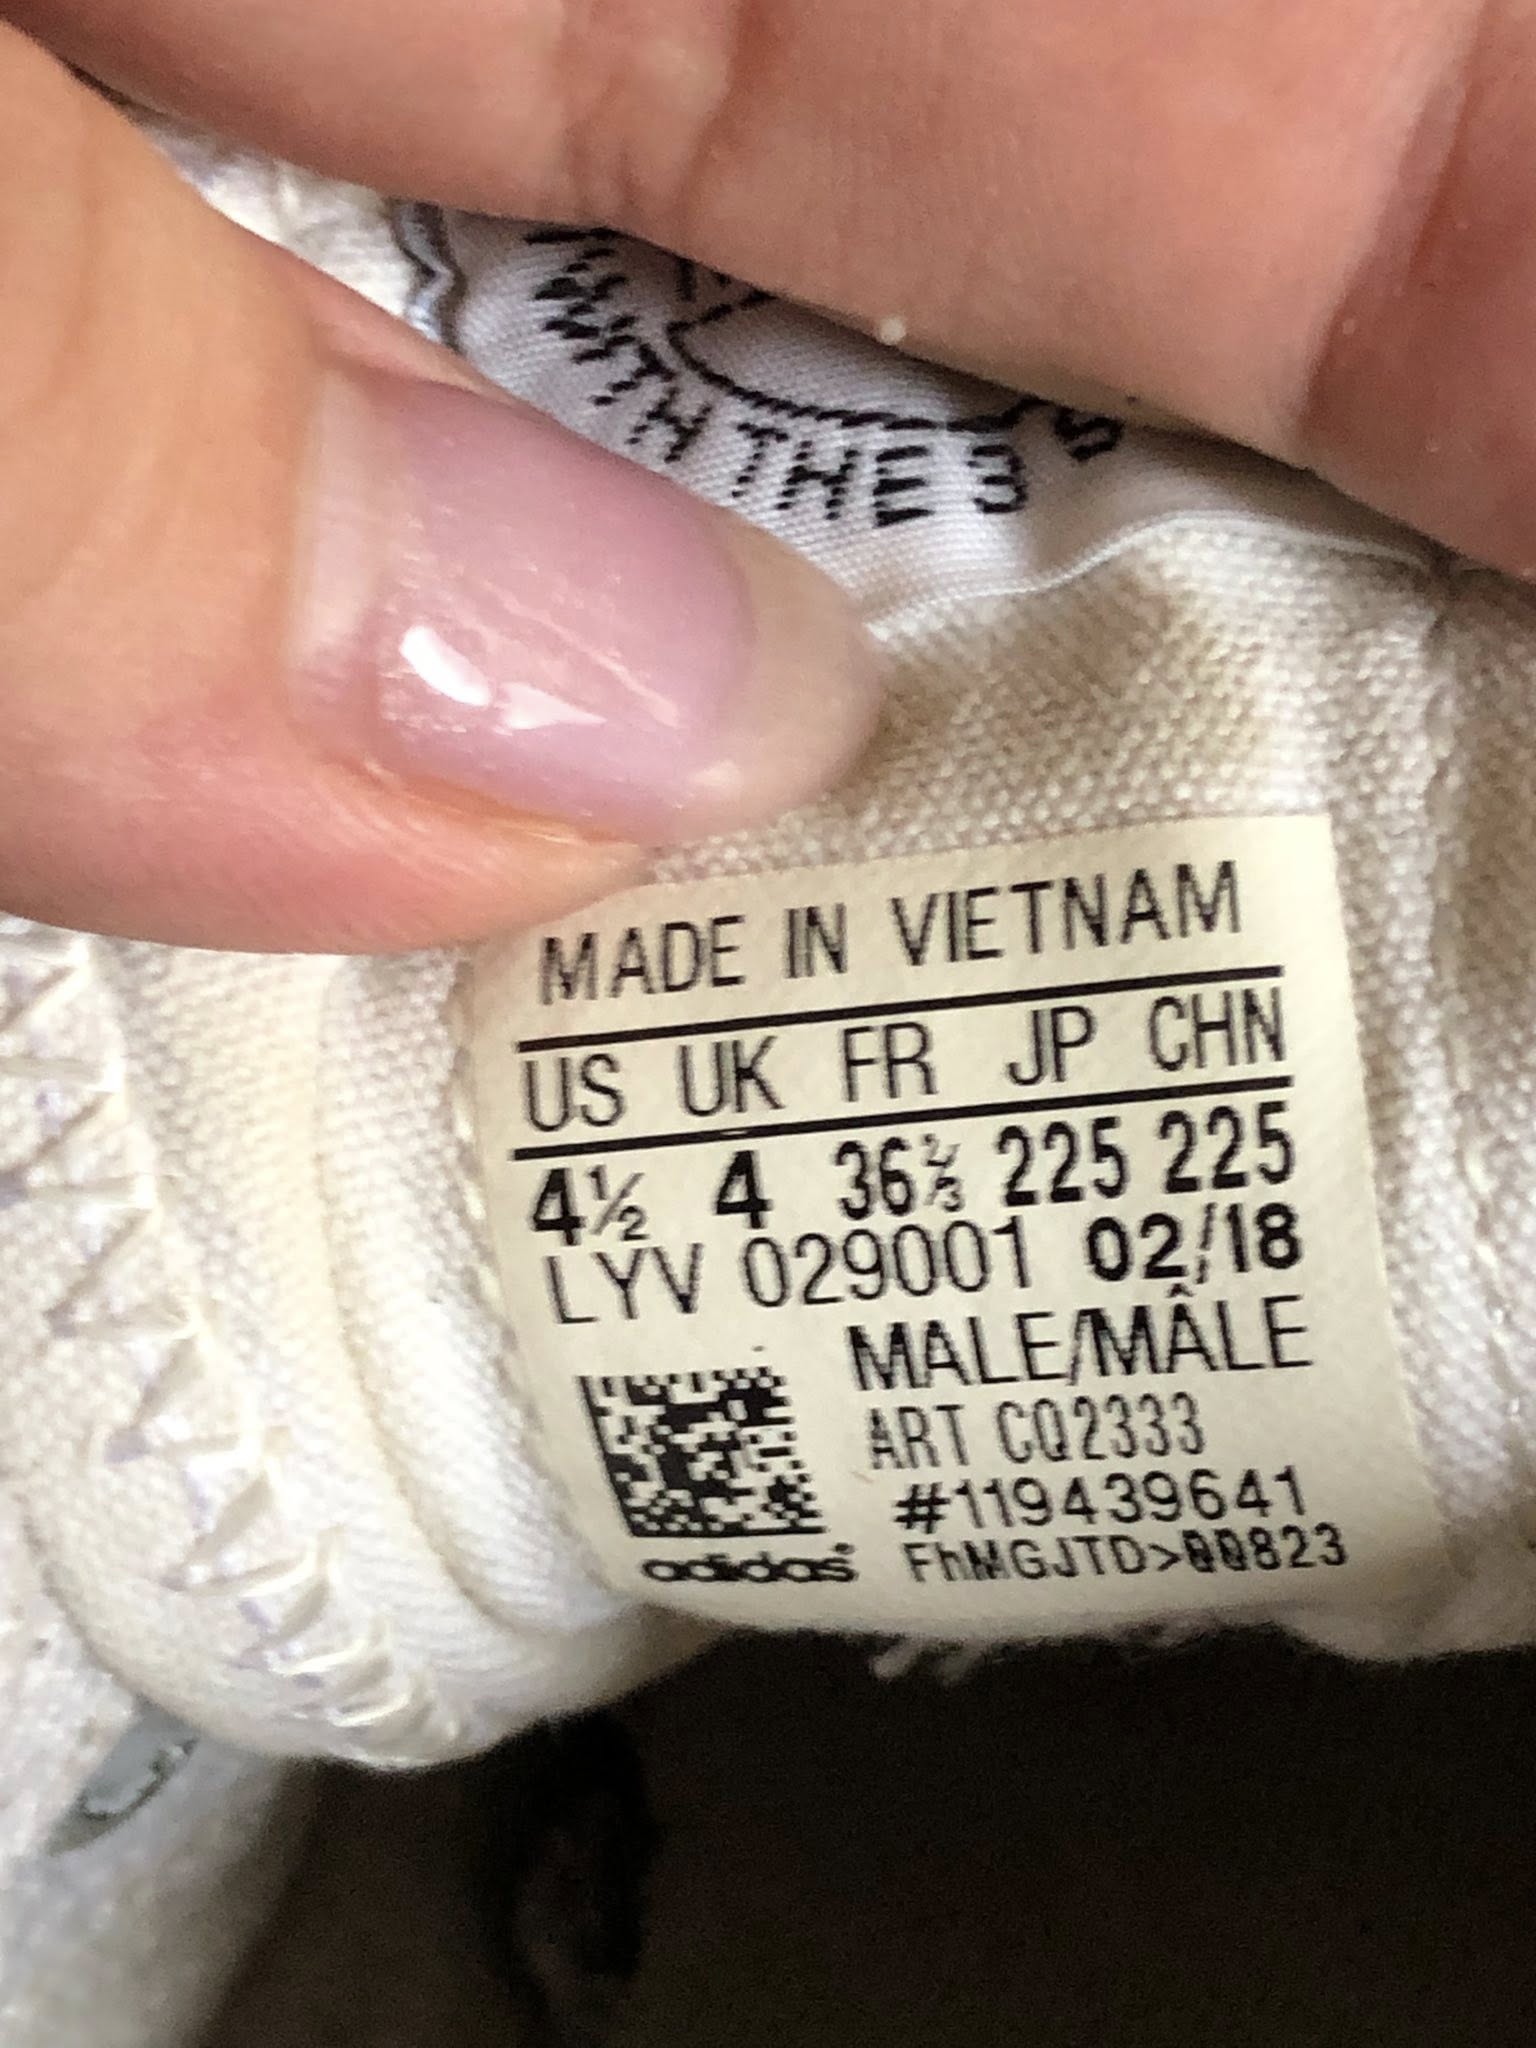 WITH THE 3 S
MADE IN VIETNAM
US UK FR JP CHN
4½ 4 36⅔ 225 225
LYV 029001 02/18
MALE/MÂLE
ART CQ2333
#119439641
adidas® FhMGJTD>00823